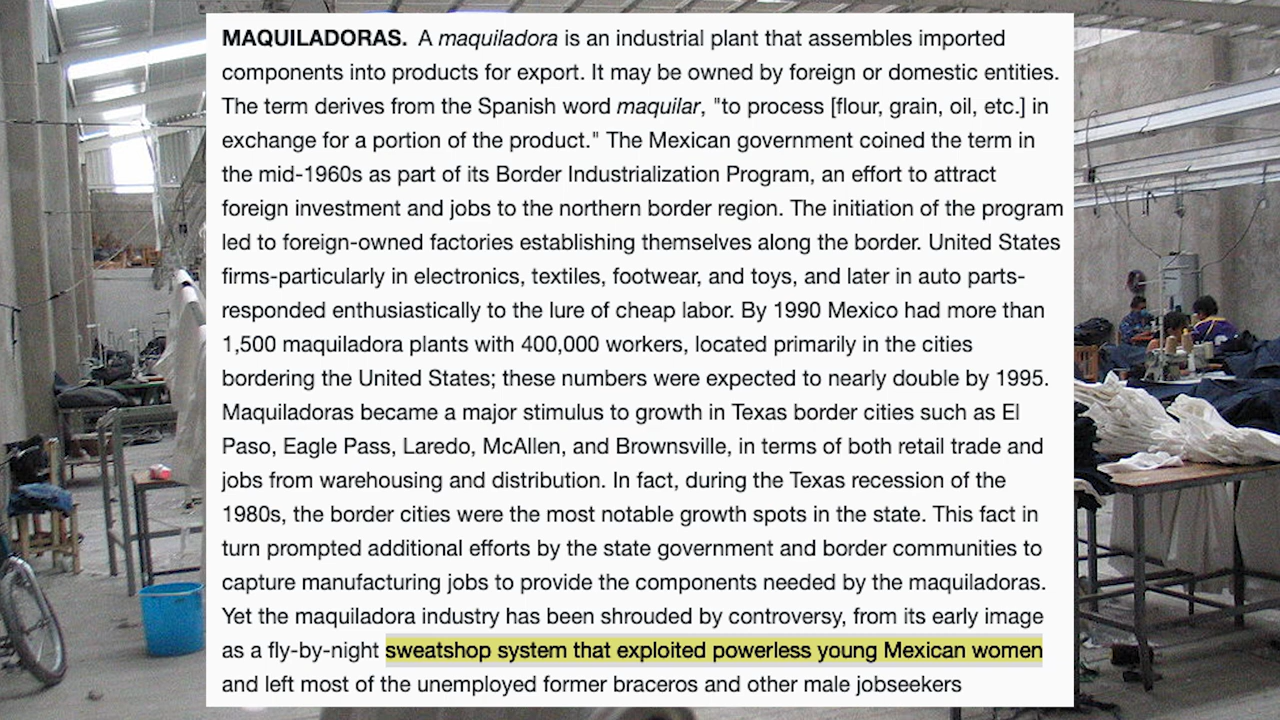 MAQUILADORAS. A maquiladora is an industrial plant that assembles imported
components into products for export. It may be owned by foreign or domestic entities.
The term derives from the Spanish word maquilar, "to process [flour, grain, oil, etc.] in
exchange for a portion of the product." The Mexican government coined the term in
the mid-1960s as part of its Border Industrialization Program, an effort to attract
foreign investment and jobs to the northern border region. The initiation of the program
led to foreign-owned factories establishing themselves along the border. United States
firms-particularly in electronics, textiles, footwear, and toys, and later in auto parts-
responded enthusiastically to the lure of cheap labor. By 1990 Mexico had more than
1,500 maquiladora plants with 400,000 workers, located primarily in the cities
bordering the United States; these numbers were expected to nearly double by 1995.
Maquiladoras became a major stimulus to growth in Texas border cities such as El
Paso, Eagle Pass, Laredo, McAllen, and Brownsville, in terms of both retail trade and
jobs from warehousing and distribution. In fact, during the Texas recession of the
1980s, the border cities were the most notable growth spots in the state. This fact in
turn prompted additional efforts by the state government and border communities to
capture manufacturing jobs to provide the components needed by the maquiladoras.
Yet the maquiladora industry has been shrouded by controversy, from its early image
as a fly-by-night sweatshop system that exploited powerless young Mexican women
and left most of the unemployed former braceros and other male jobseekers